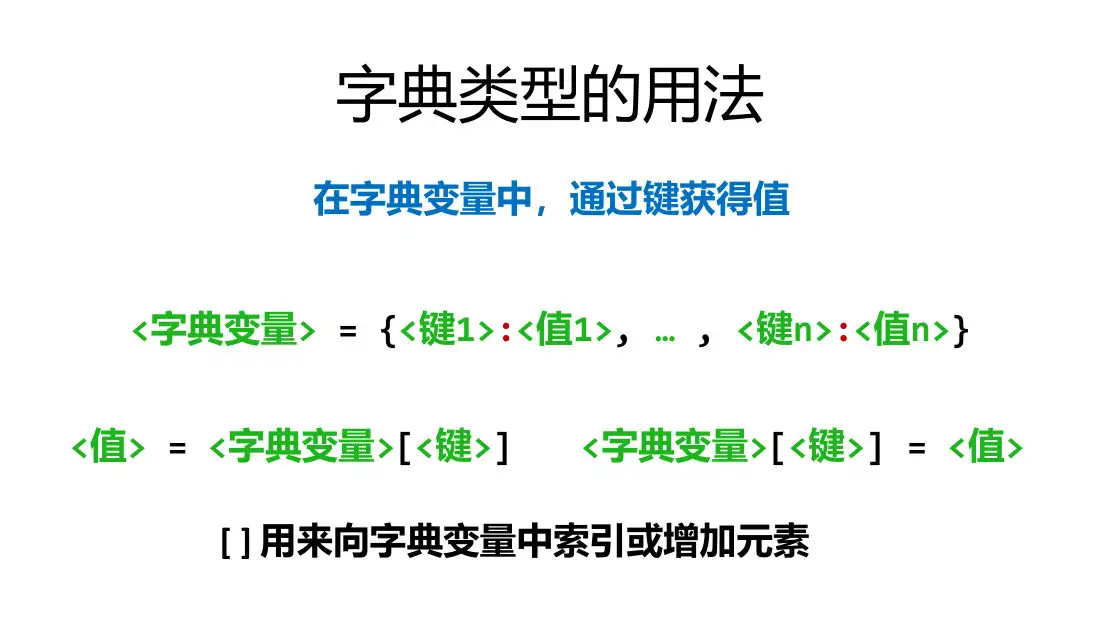 字典类型的用法
在字典变量中，通过键获得值
<字典变量> = {<键1>:<值1>, … , <键n>:<值n>}
<值> = <字典变量>[<键>] <字典变量>[<键>] = <值>
[ ] 用来向字典变量中索引或增加元素